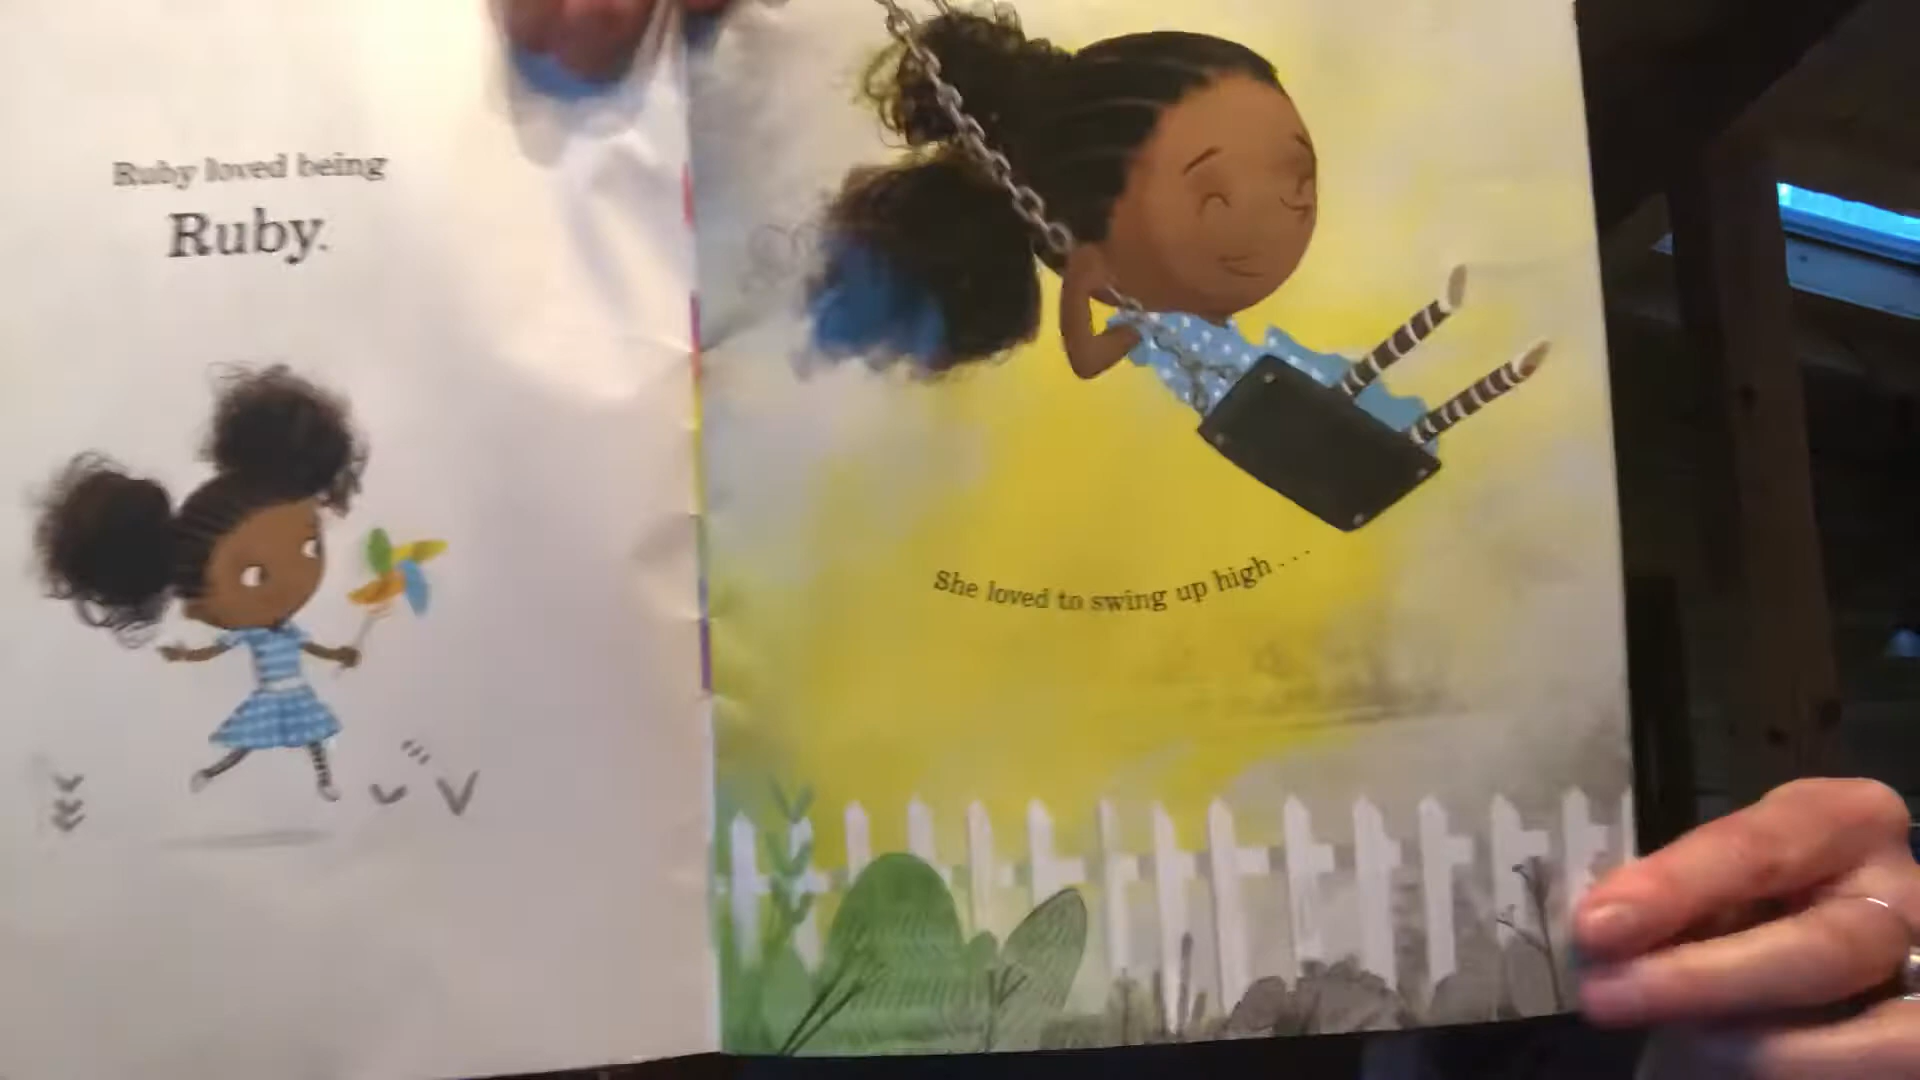 Ruby loved being
Ruby.
She loved to swing up high . . .